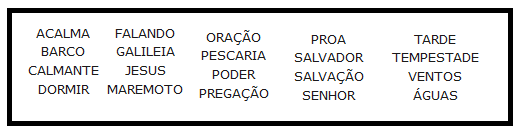 ACALMA
BARCO
CALMANTE
DORMIR
FALANDO
GALILEIA
JESUS
MAREMOTO
ORAÇÃO
PESCARIA
PODER
PREGAÇÃO
PROA
SALVADOR
SALVAÇÃO
SENHOR
TARDE
TEMPESTADE
VENTOS
ÁGUAS